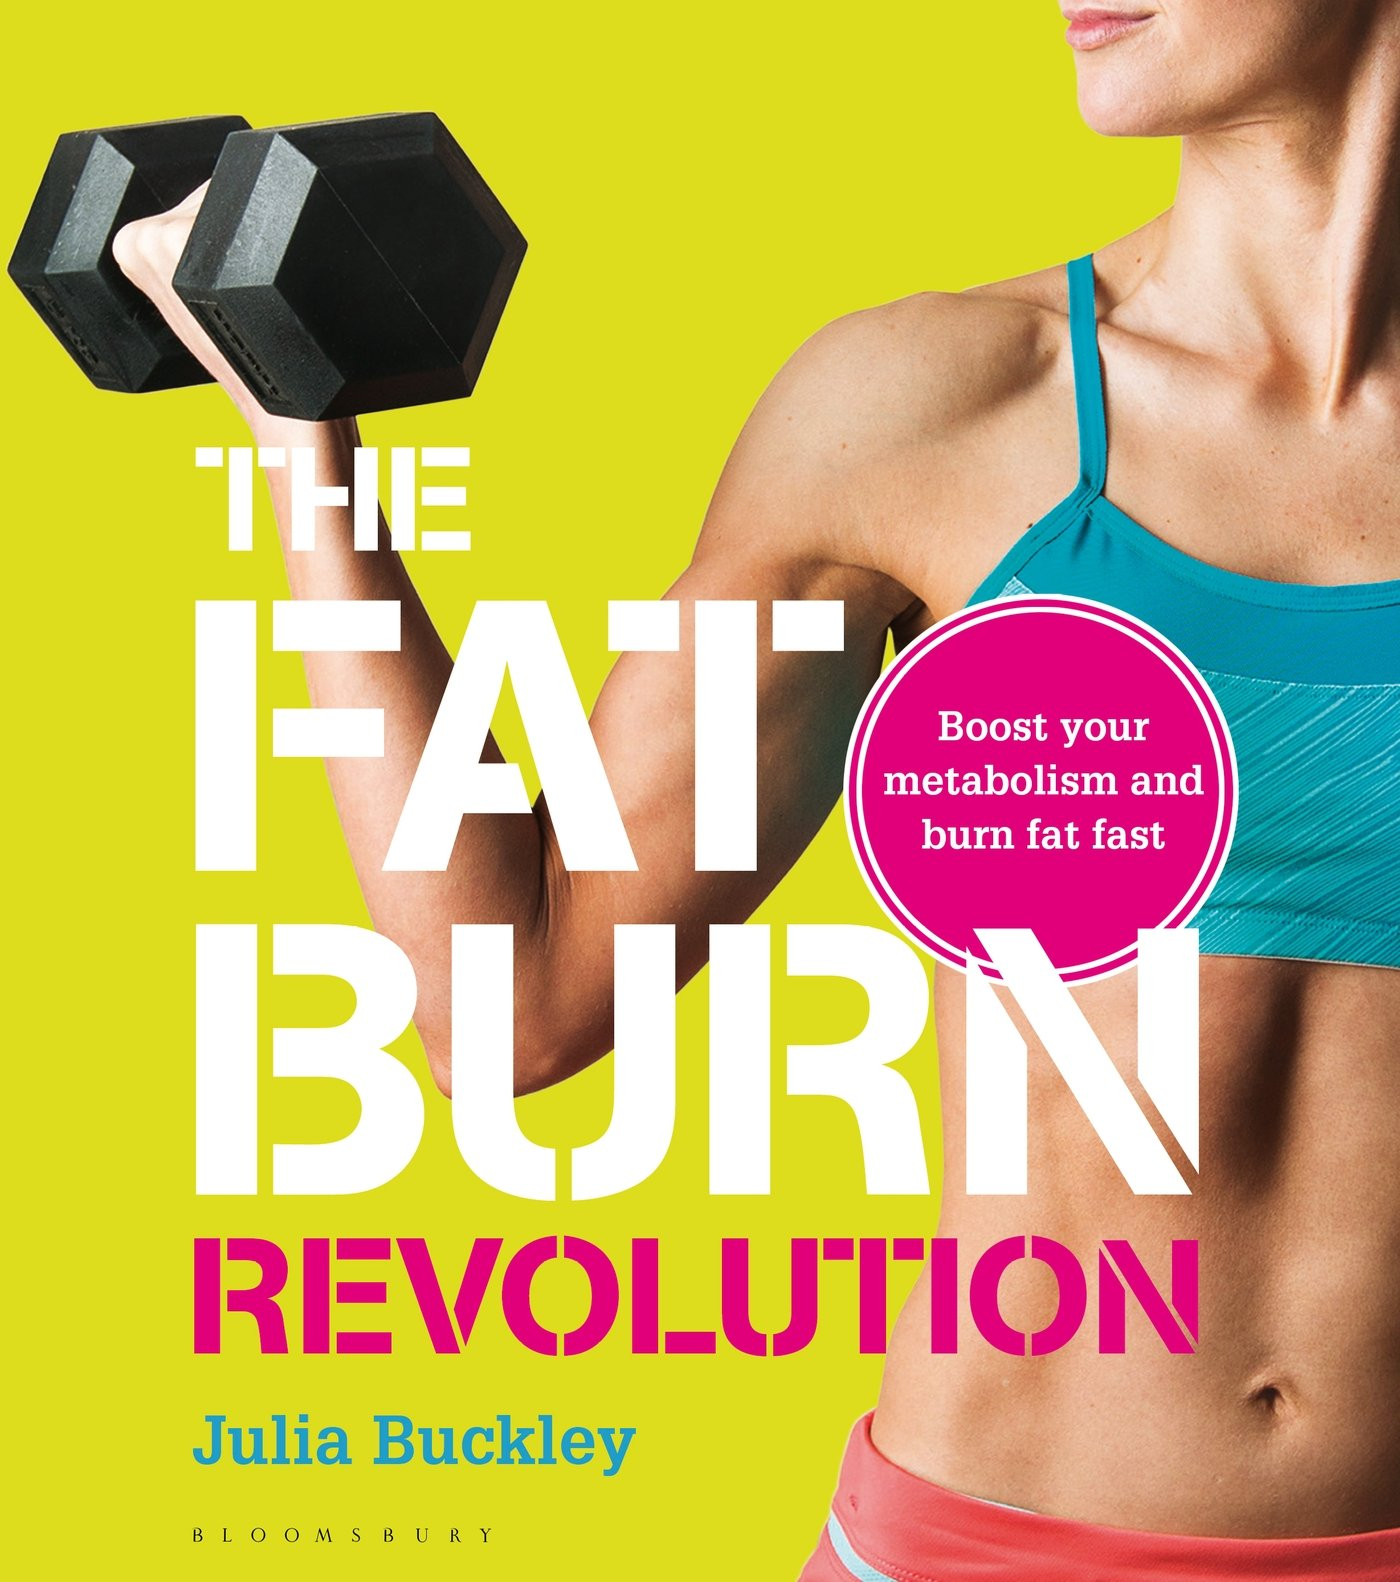 THE
FAT
BURN
REVOLUTION
Boost your
metabolism and
burn fat fast
Julia Buckley
BLOOMSBURY